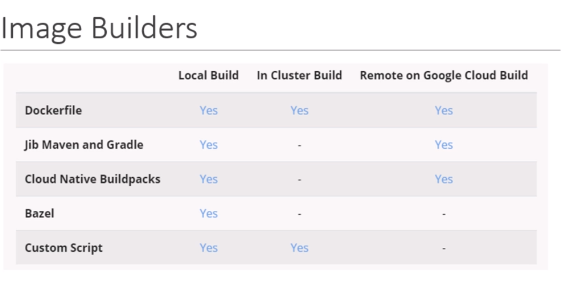 Image Builders
Local Build In Cluster Build Remote on Google Cloud Build
Dockerfile Yes Yes Yes
Jib Maven and Gradle Yes - Yes
Cloud Native Buildpacks Yes - Yes
Bazel Yes - -
Custom Script Yes Yes -